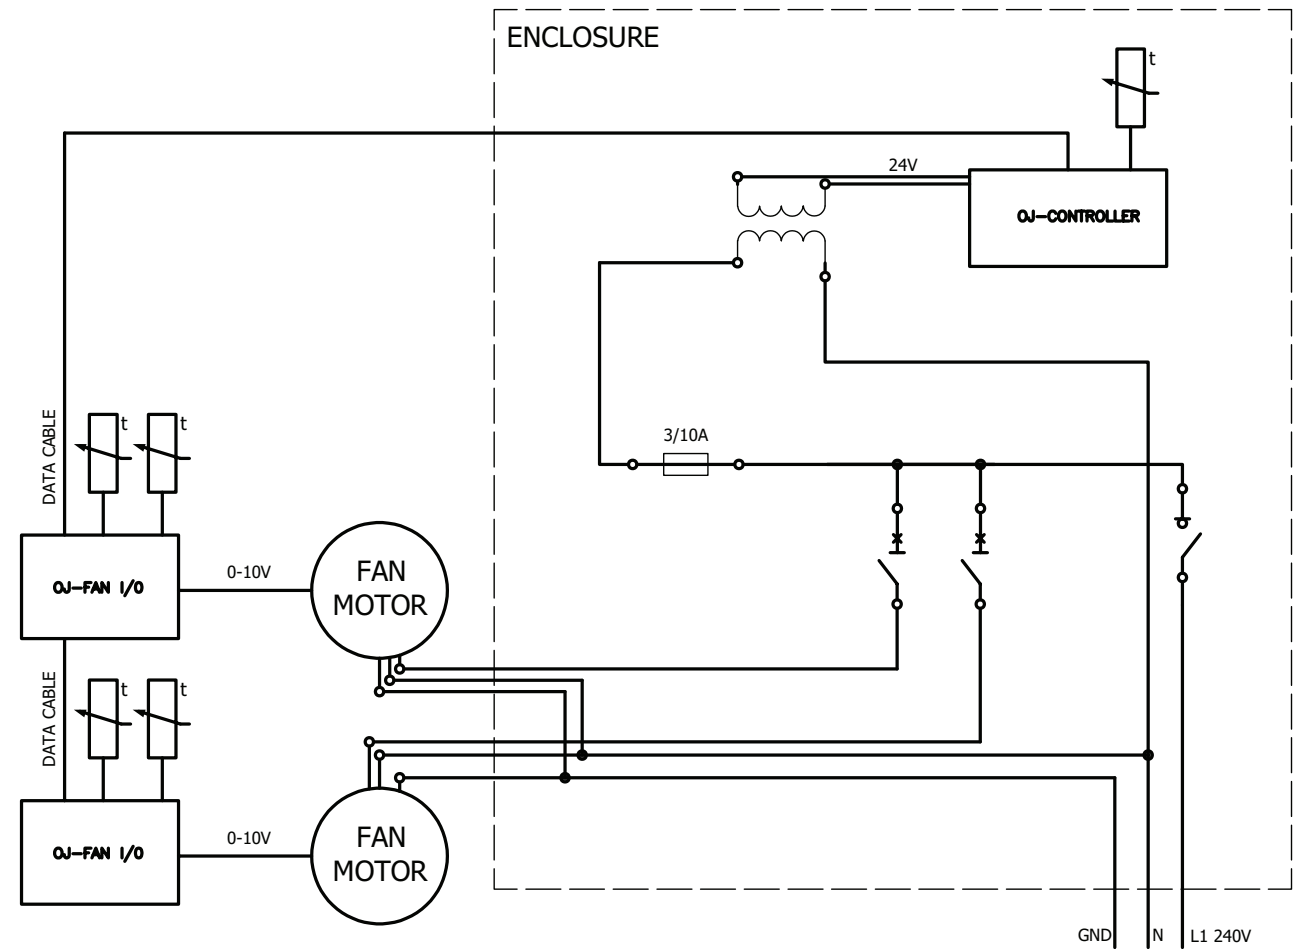 ENCLOSURE
t
24V
OJ-CONTROLLER
3/10A
DATA CABLE
t
t
OJ-FAN I/O
0-10V
FAN
MOTOR
DATA CABLE
t
t
OJ-FAN I/O
0-10V
FAN
MOTOR
GND
N
L1 240V